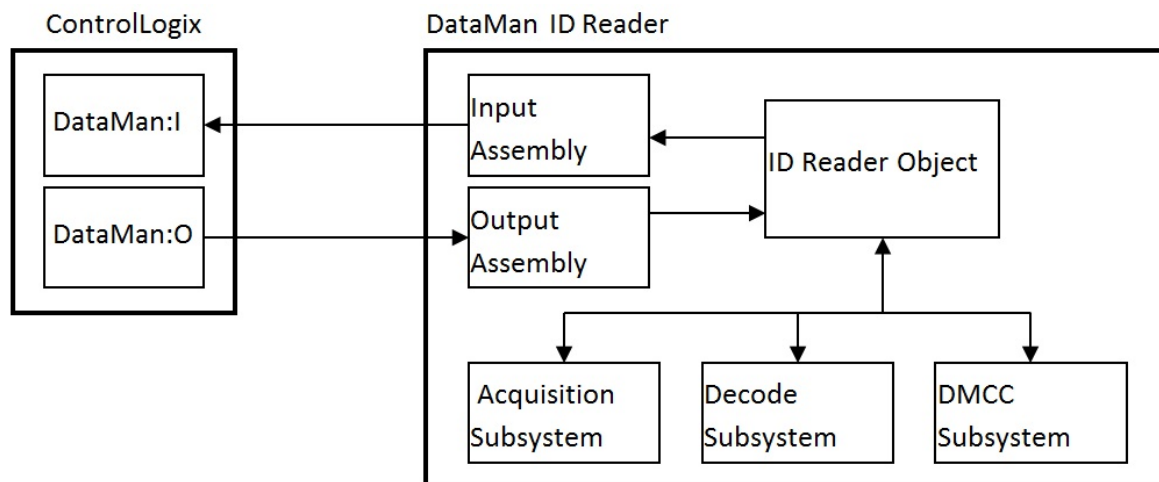 ControlLogix
DataMan ID Reader
DataMan:I
DataMan:O
Input
Assembly
Output
Assembly
ID Reader Object
Acquisition
Subsystem
Decode
Subsystem
DMCC
Subsystem